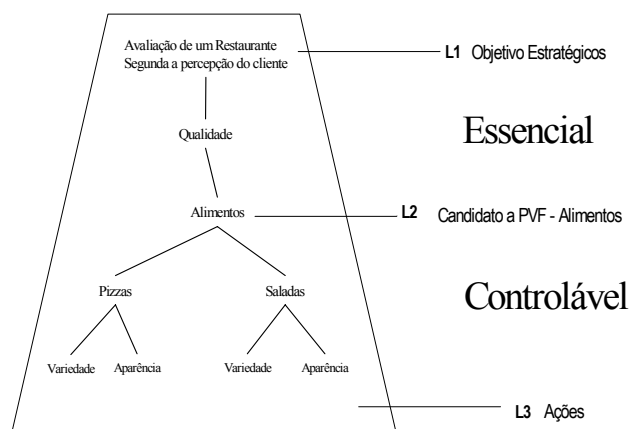 Avaliação de um Restaurante
Segunda a percepção do cliente
L1 Objetivo Estratégicos
Essencial
Qualidade
Alimentos
L2 Candidato a PVF - Alimentos
Controlável
Pizzas
Saladas
Variedade
Aparência
Variedade
Aparência
L3 Ações